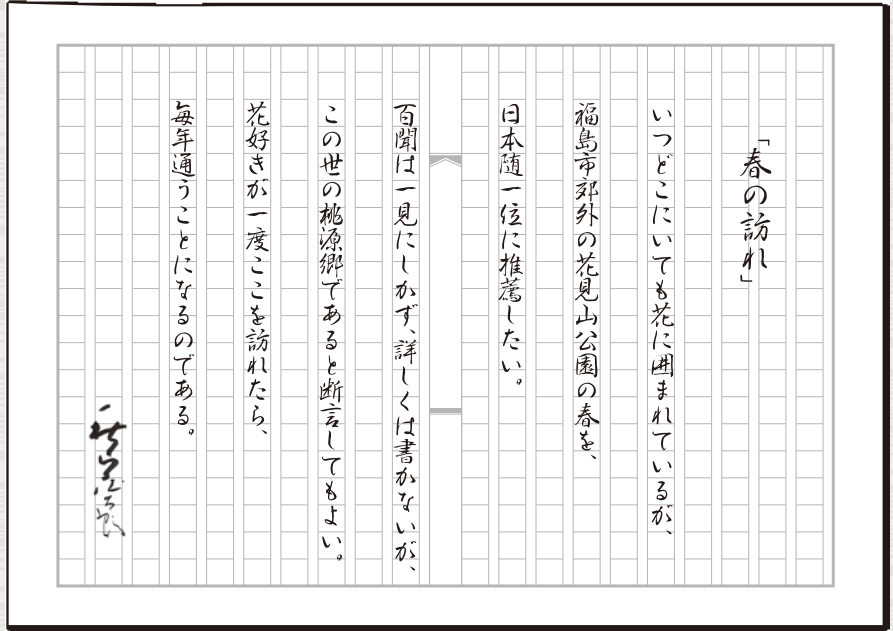 「春の訪れ」
いつどこにいても花に囲まれているが、
福島市郊外の花見山公園の春を、
日本随一位に推薦したい。
百聞は一見にしかず、詳しくは書かないが、
この世の桃源郷であると断言してもよい。
花好きが一度ここを訪れたら、
毎年通うことになるのである。